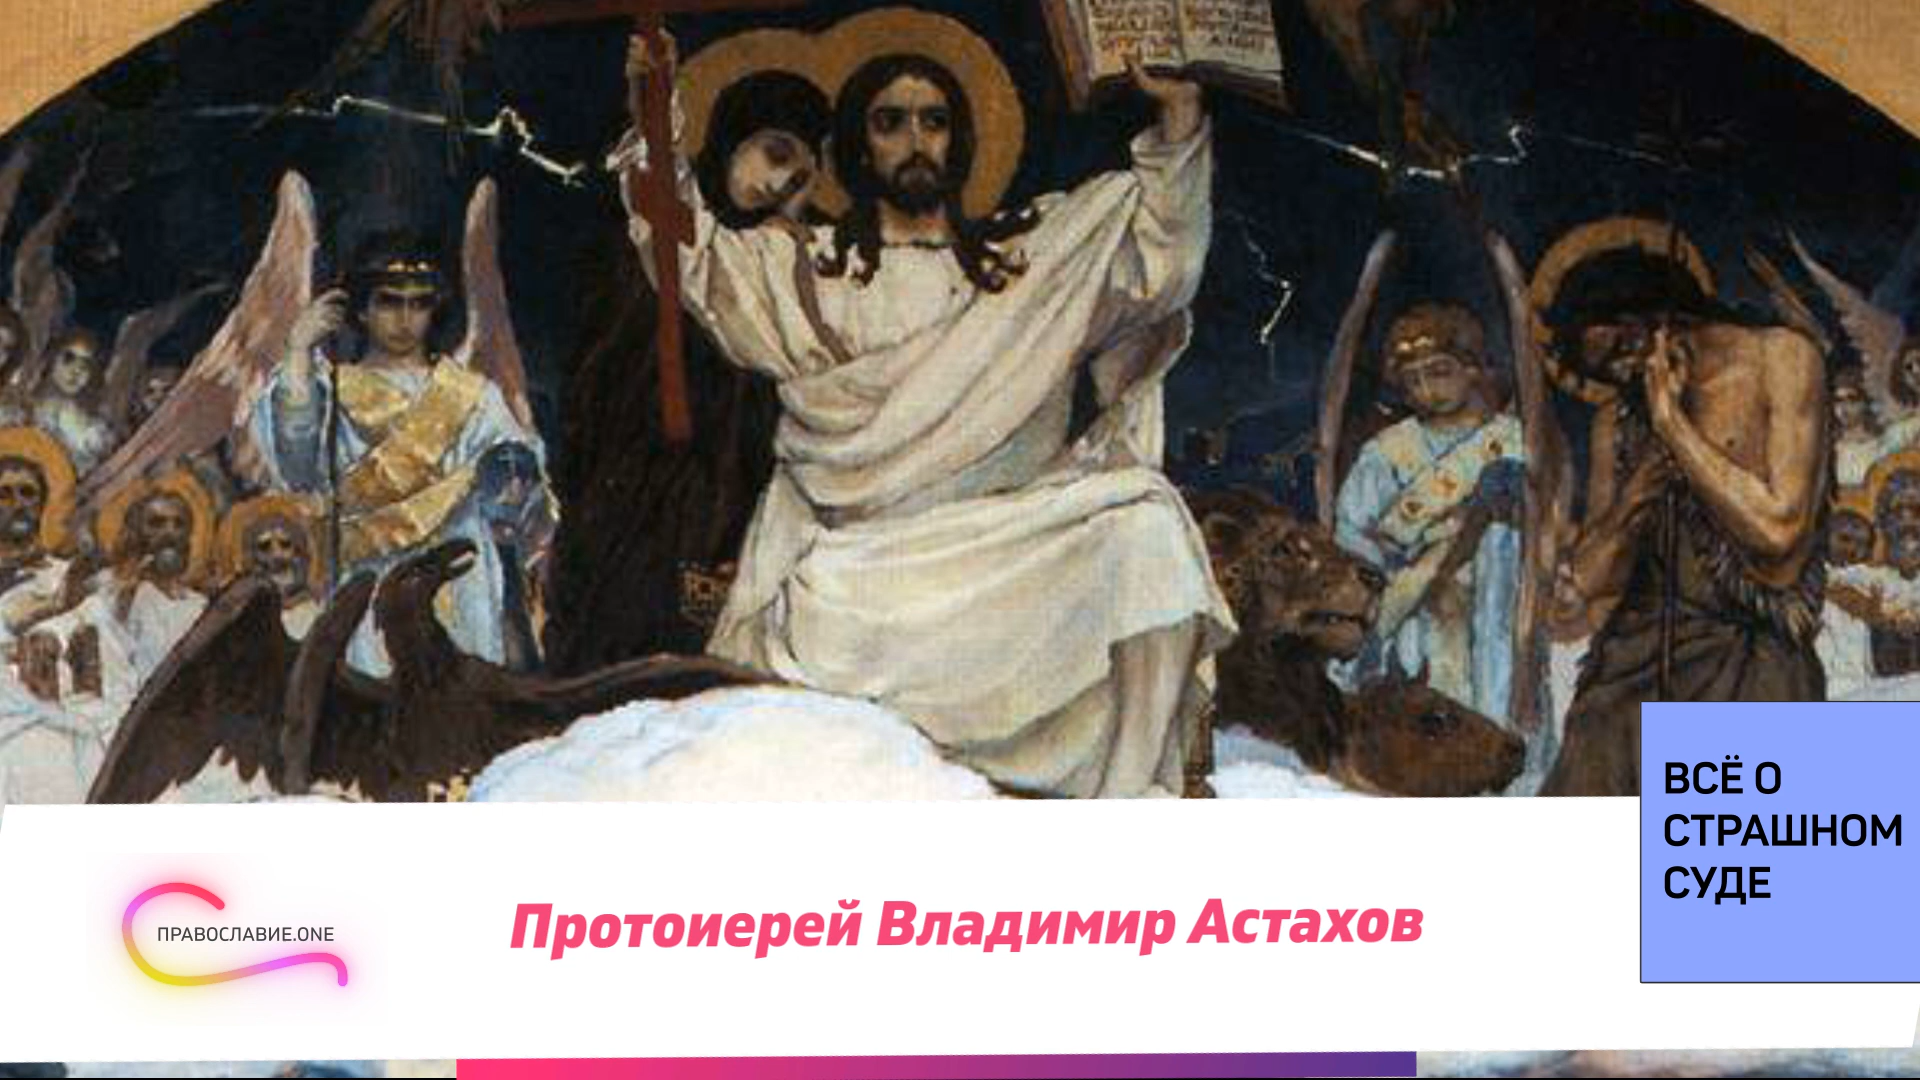 ВСЁ О
СТРАШНОМ
СУДЕ
ПРАВОСЛАВИЕ.ONE
Протоиерей Владимир Астахов